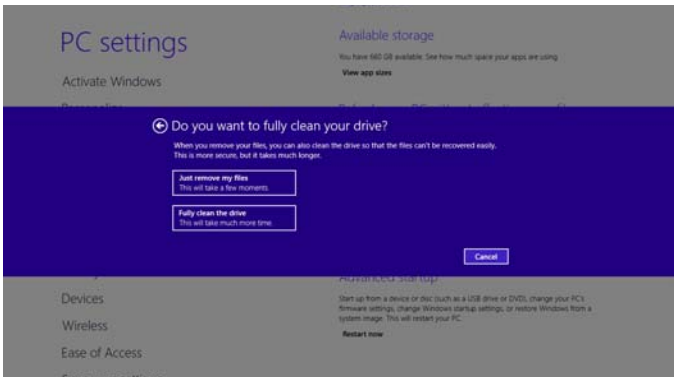 PC settings
Activate Windows
Available storage
You have 660 GB available. See how much space your apps are using.
View app sizes
Do you want to fully clean your drive?
When you remove your files, you can also clean the drive so that the files can't be recovered easily.
This is more secure, but it takes much longer.
Just remove my files
This will take a few moments.
Fully clean the drive
This will take much more time.
Cancel
Devices
Wireless
Ease of Access
Advanced startup
Start up from a device or disc (such as a USB drive or DVD), change your PC's
firmware settings, change Windows startup settings, or restore Windows from a
system image. This will restart your PC.
Restart now